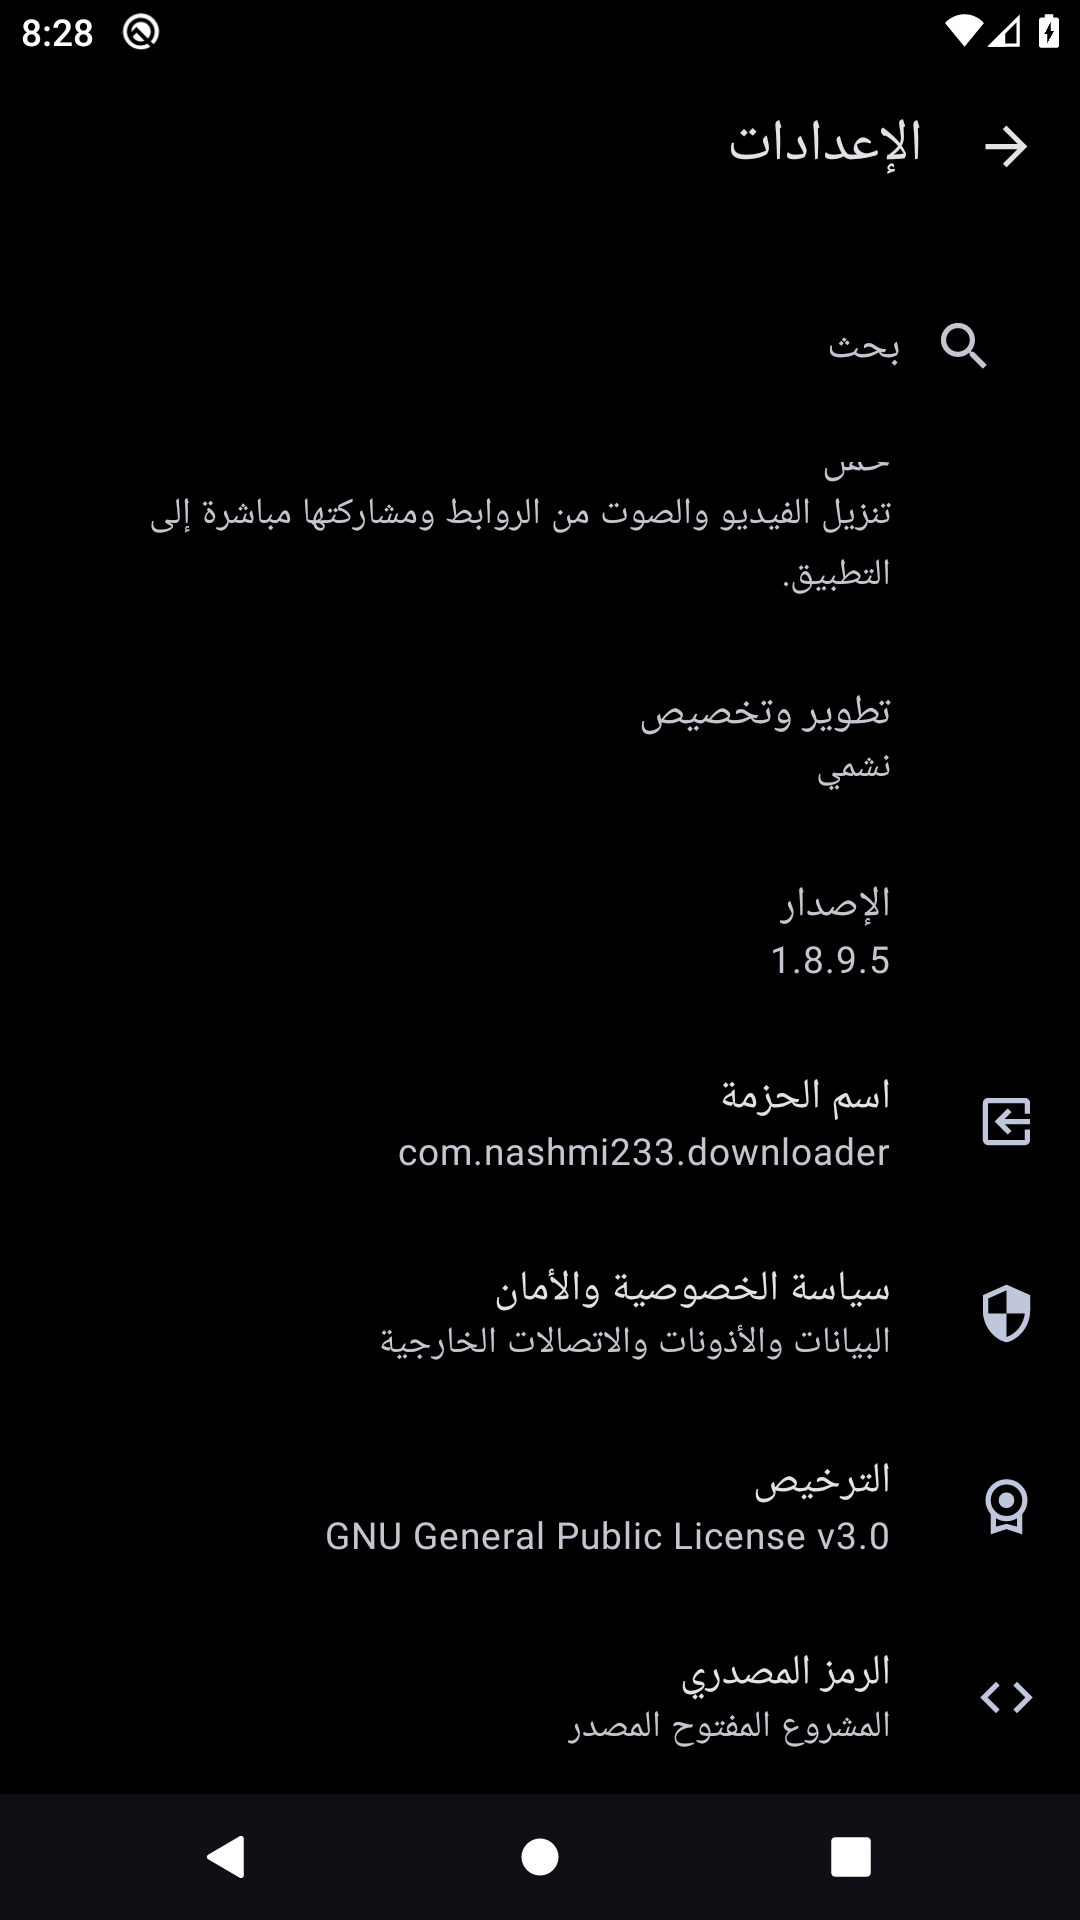 8:28
الإعدادات
بحث
تنزيل الفيديو والصوت من الروابط ومشاركتها مباشرة إلى
التطبيق.
تطوير وتخصيص
نشمي
الإصدار
1.8.9.5
اسم الحزمة
com.nashmi233.downloader
سياسة الخصوصية والأمان
البيانات والأذونات والاتصالات الخارجية
الترخيص
GNU General Public License v3.0
الرمز المصدري
المشروع المفتوح المصدر